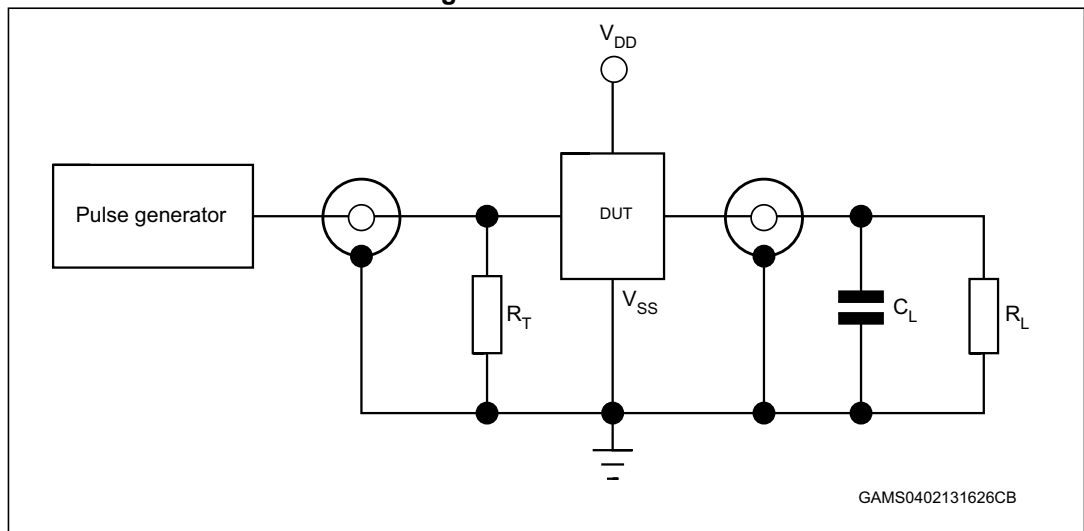 V_DD
Pulse generator
DUT
V_SS
R_T
C_L
R_L
GAMS0402131626CB